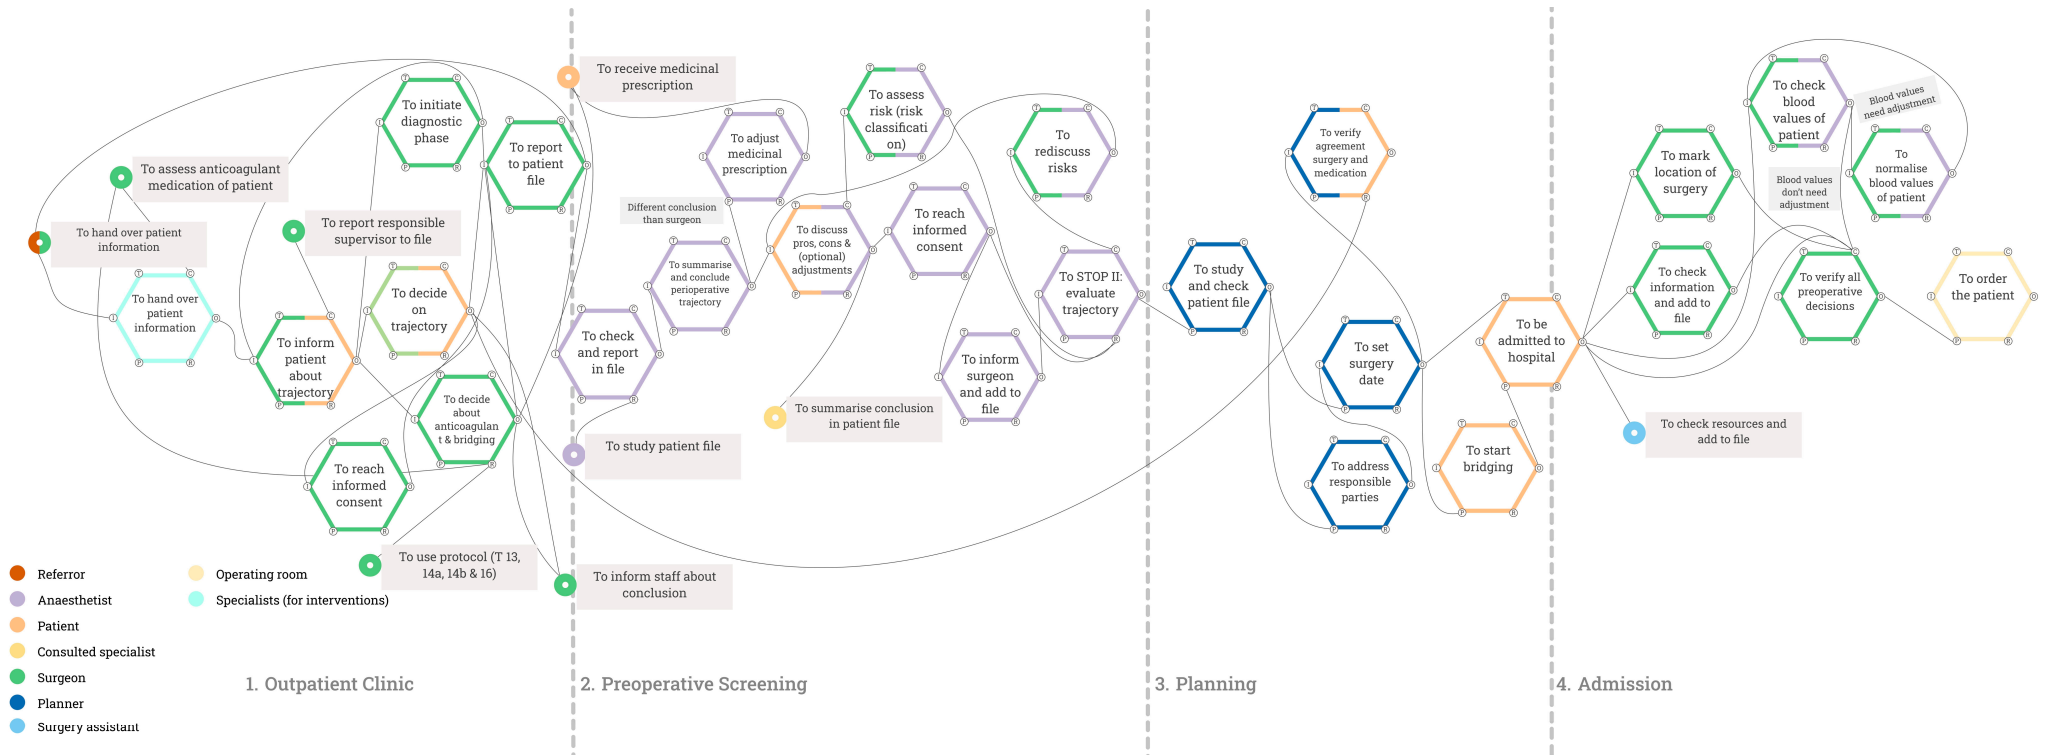 To initiate
diagnostic
phase
To report
to patient
file
To assess anticoagulant
medication of patient
To hand over patient
information
To report responsible
supervisor to file
To hand over
patient
information
To inform
patient
about
trajectory
To decide
on
trajectory
To decide
about
anticoagulan
t & bridging
To reach
informed
consent
To use protocol (T 13,
14a, 14b & 16)
To inform staff about
conclusion
To receive medicinal
prescription
To adjust
medicinal
prescription
Different conclusion
than surgeon
To summarise
and conclude
perioperative
trajectory
To check
and report
in file
To study patient file
To assess
risk (risk
classificati
on)
To discuss
pros, cons &
(optional)
adjustments
To reach
informed
consent
To summarise conclusion
in patient file
To
rediscuss
risks
To STOP II:
evaluate
trajectory
To inform
surgeon
and add to
file
To verify
agreement
surgery and
medication
To study
and check
patient file
To set
surgery
date
To address
responsible
parties
To be
admitted to
hospital
To start
bridging
To check
blood
values of
patient
Blood values
need adjustment
To mark
location of
surgery
Blood values
don't need
adjustment
To
normalise
blood values
of patient
To check
information
and add to
file
To verify all
preoperative
decisions
To order
the patient
To check resources and
add to file
Referror
Anaesthetist
Patient
Consulted specialist
Surgeon
Planner
Surgery assistant
Operating room
Specialists (for interventions)
1. Outpatient Clinic
2. Preoperative Screening
3. Planning
4. Admission